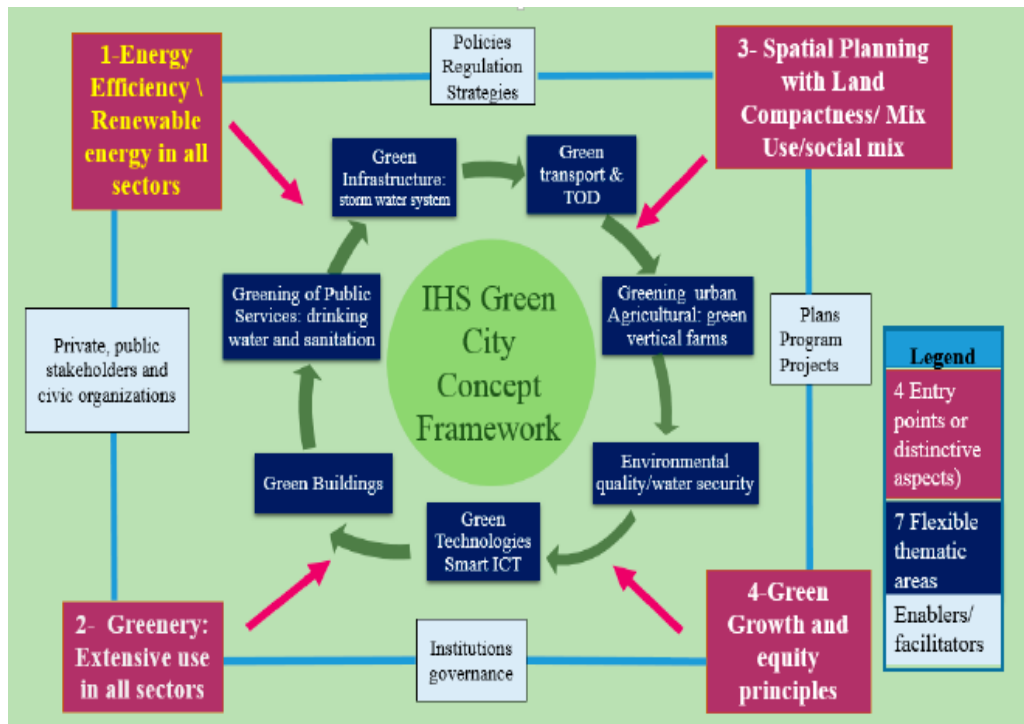 1-Energy
Efficiency \
Renewable
energy in all
sectors
Policies
Regulation
Strategies
3- Spatial Planning
with Land
Compactness/ Mix
Use/social mix
Green
Infrastructure:
storm water system
Green
transport &
TOD
Greening of Public
Services: drinking
water and sanitation
IHS Green
City
Concept
Framework
Greening urban
Agricultural: green
vertical farms
Plans
Program
Projects
Private, public
stakeholders and
civic organizations
Legend
4 Entry
points or
distinctive
aspects)
7 Flexible
thematic
areas
Enablers/
facilitators
Green Buildings
Environmental
quality/water security
Green
Technologies
Smart ICT
2- Greenery:
Extensive use
in all sectors
Institutions
governance
4-Green
Growth and
equity
principles